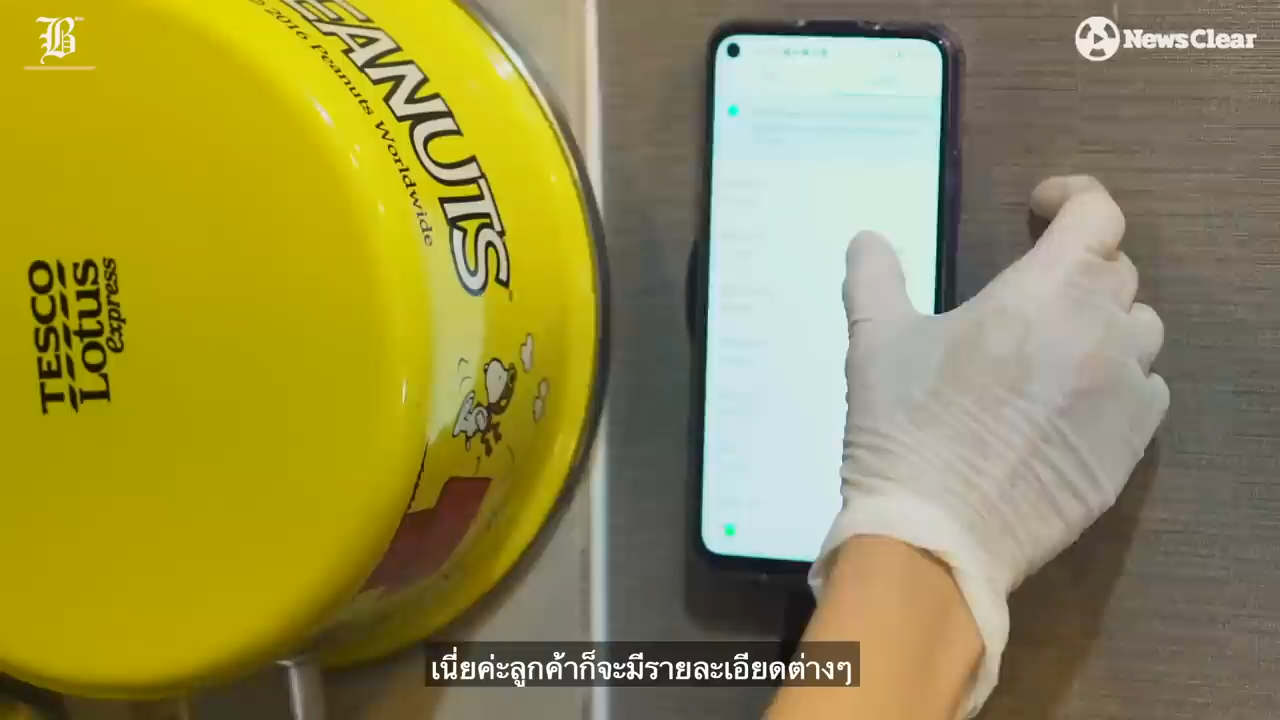 B
NewsClear
PEANUTS
© 2016 Peanuts Worldwide
TESCO
Lotus
express
เนี่ยค่ะลูกค้าก็จะมีรายละเอียดต่างๆ